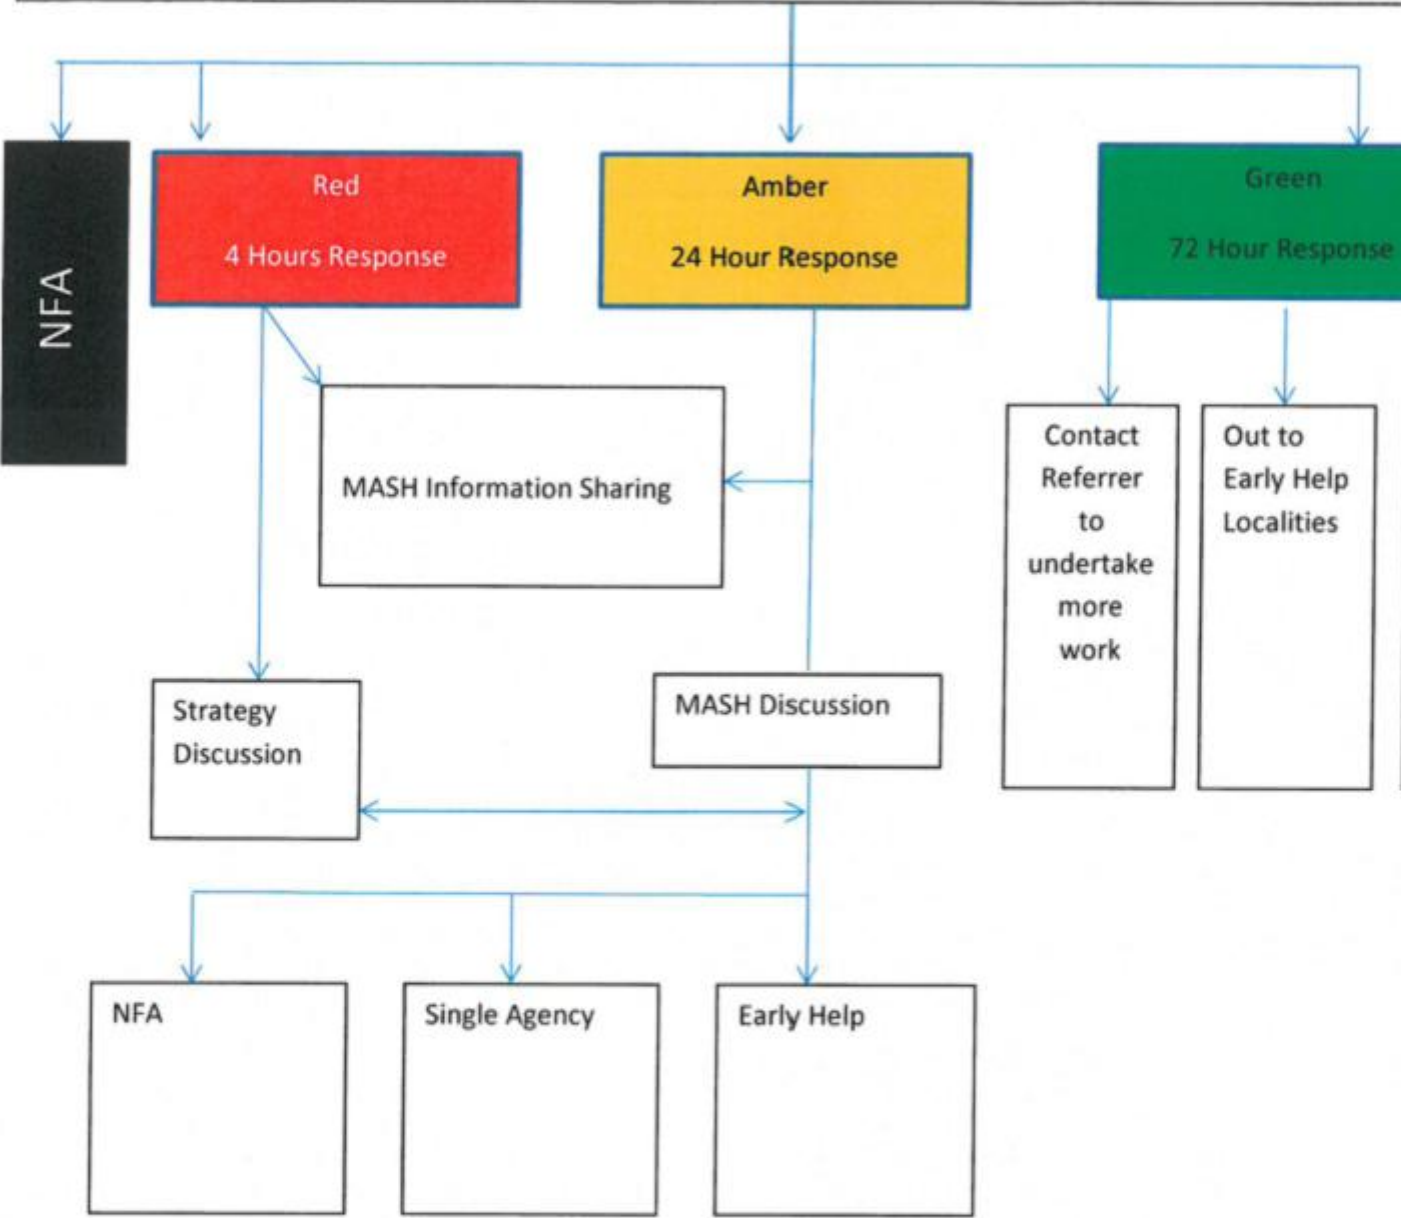 NFA
Red
4 Hours Response
Amber
24 Hour Response
Green
72 Hour Response
MASH Information Sharing
Contact
Referrer
to
undertake
more
work
Out to
Early Help
Localities
Strategy
Discussion
MASH Discussion
NFA
Single Agency
Early Help